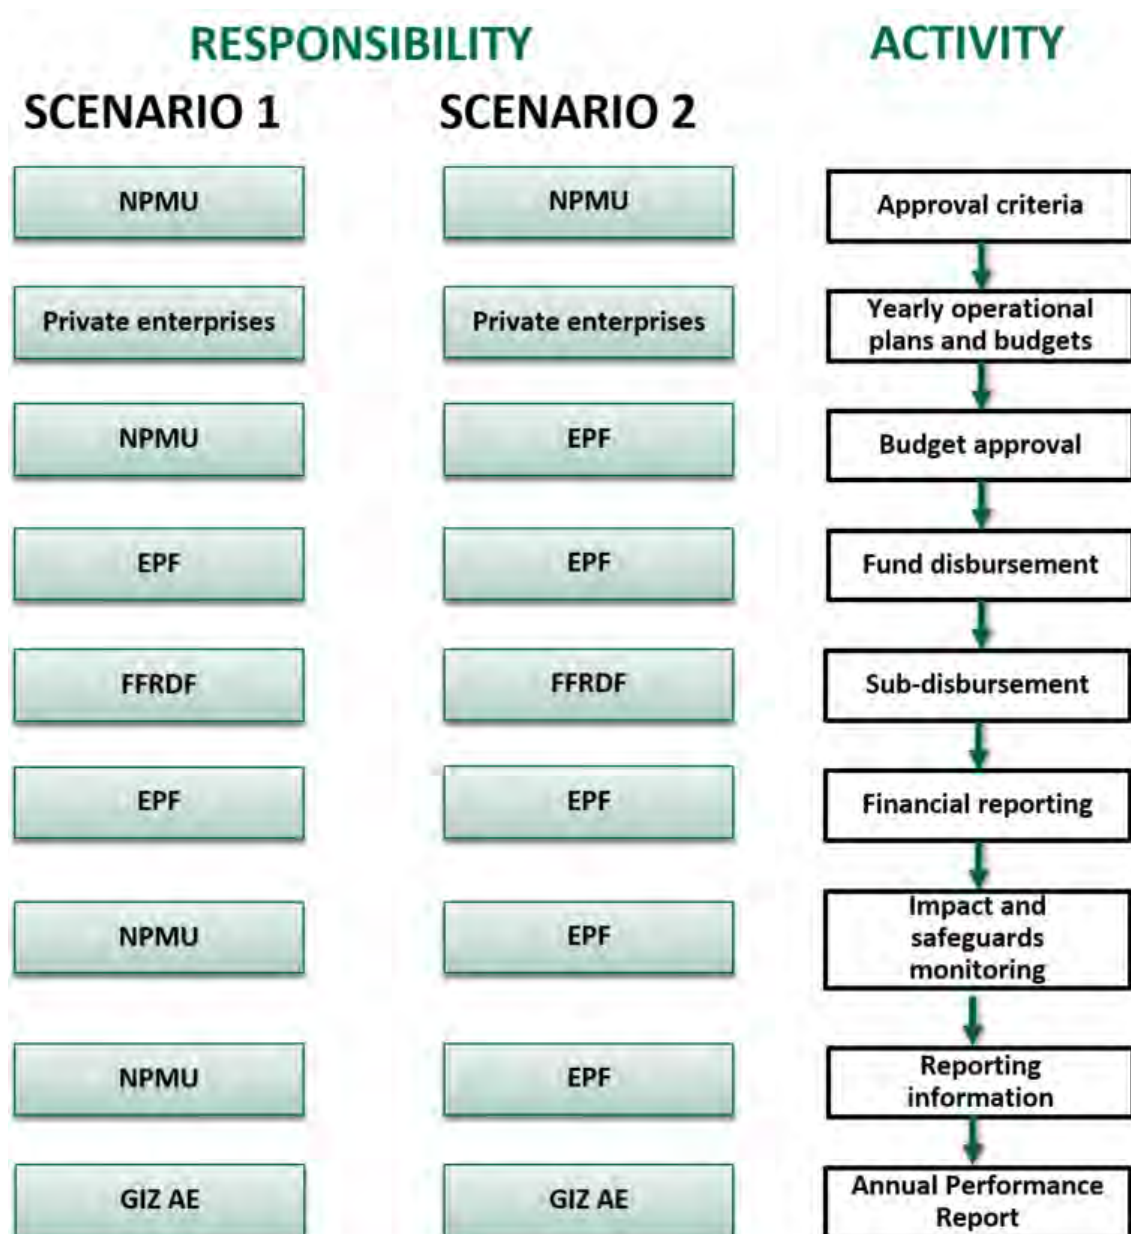 RESPONSIBILITY ACTIVITY
SCENARIO 1 SCENARIO 2
NPMU NPMU Approval criteria
Private enterprises Private enterprises Yearly operational
plans and budgets
NPMU EPF Budget approval
EPF EPF Fund disbursement
FFRDF FFRDF Sub-disbursement
EPF EPF Financial reporting
NPMU EPF Impact and
safeguards
monitoring
NPMU EPF Reporting
information
GIZ AE GIZ AE Annual Performance
Report